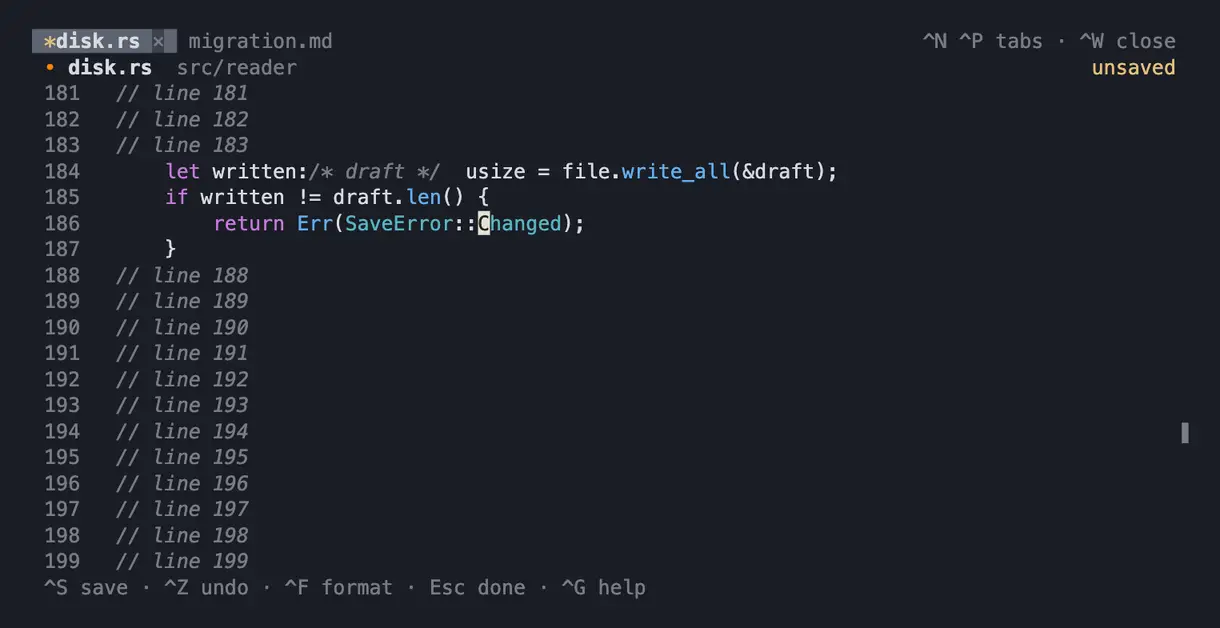 *disk.rs × migration.md ^N ^P tabs · ^W close
• disk.rs src/reader unsaved
181 // line 181
182 // line 182
183 // line 183
184 let written:/* draft */ usize = file.write_all(&draft);
185 if written != draft.len() {
186 return Err(SaveError::Changed);
187 }
188 // line 188
189 // line 189
190 // line 190
191 // line 191
192 // line 192
193 // line 193
194 // line 194
195 // line 195
196 // line 196
197 // line 197
198 // line 198
199 // line 199
^S save · ^Z undo · ^F format · Esc done · ^G help